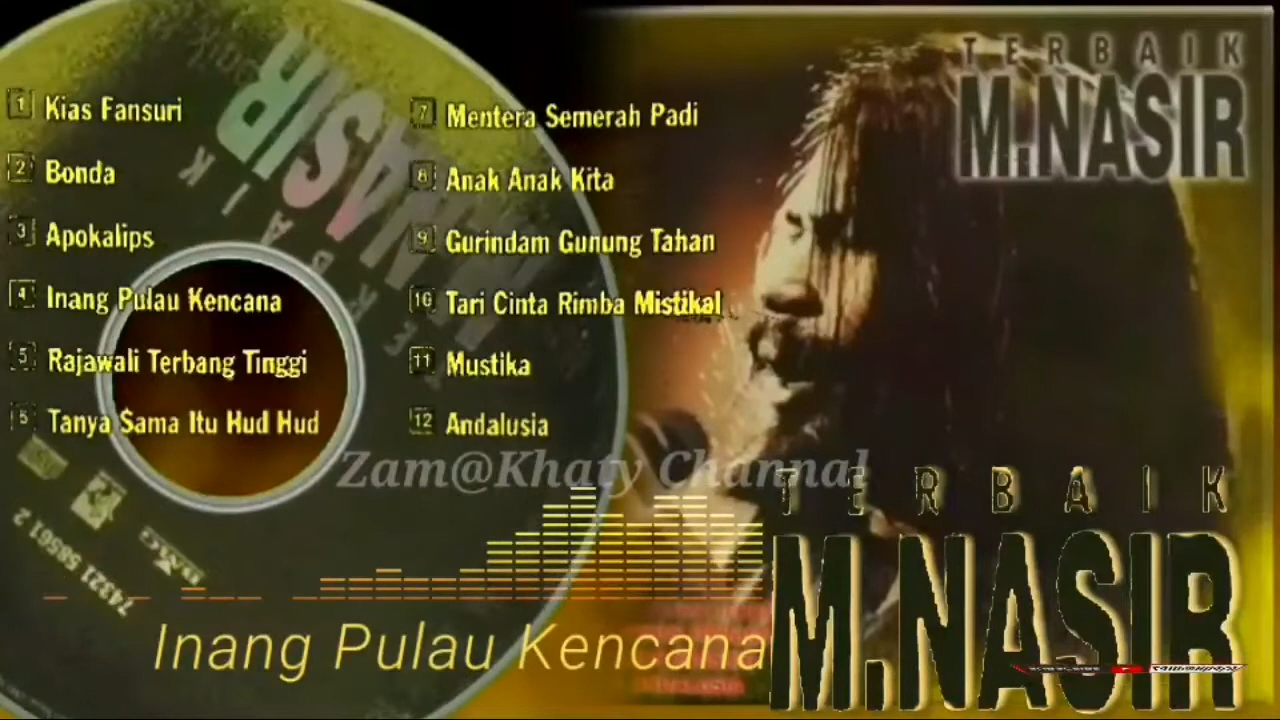 1 Kias Fansuri
2 Bonda
3 Apokalips
4 Inang Pulau Kencana
5 Rajawali Terbang Tinggi
6 Tanya Sama Itu Hud Hud
7 Mentera Semerah Padi
8 Anak Anak Kita
9 Gurindam Gunung Tahan
10 Tari Cinta Rimba Mistikal
11 Mustika
12 Andalusia
TERBAIK
M.NASIR
TERBAIK
M.NASIR
Zam@Khaty Channal
TERBAIK
M.NASIR
BMG
74321 58561 2
Inang Pulau Kencana